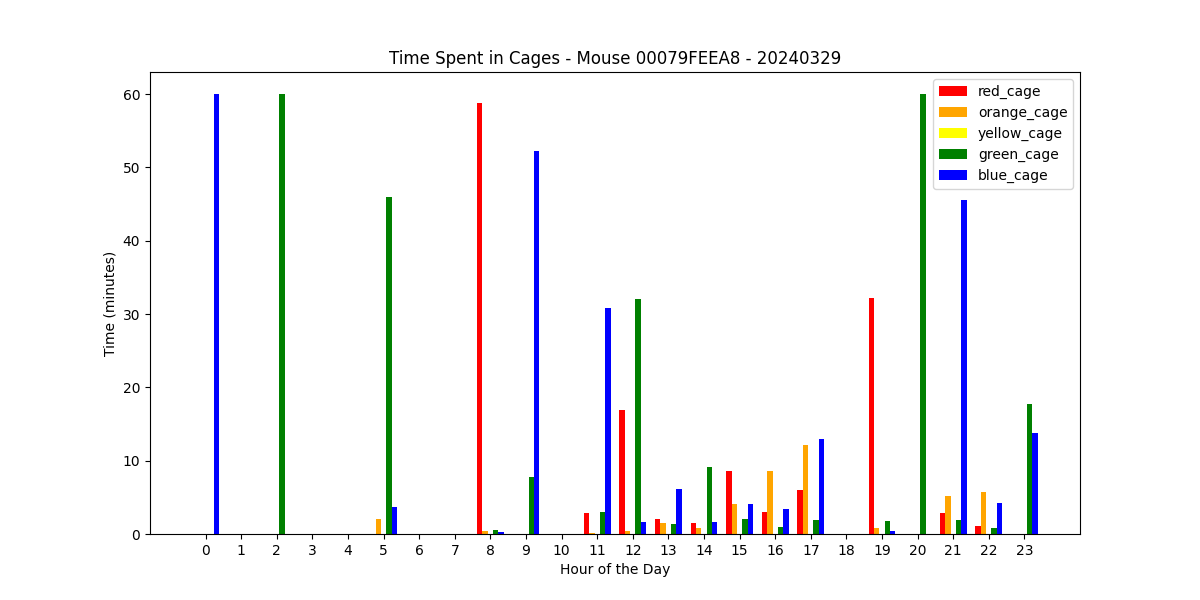 Time Spent in Cages - Mouse 00079FEEA8 - 20240329
Time (minutes)
60
50
40
30
20
10
0
red_cage
orange_cage
yellow_cage
green_cage
blue_cage
0 1 2 3 4 5 6 7 8 9 10 11 12 13 14 15 16 17 18 19 20 21 22 23
Hour of the Day